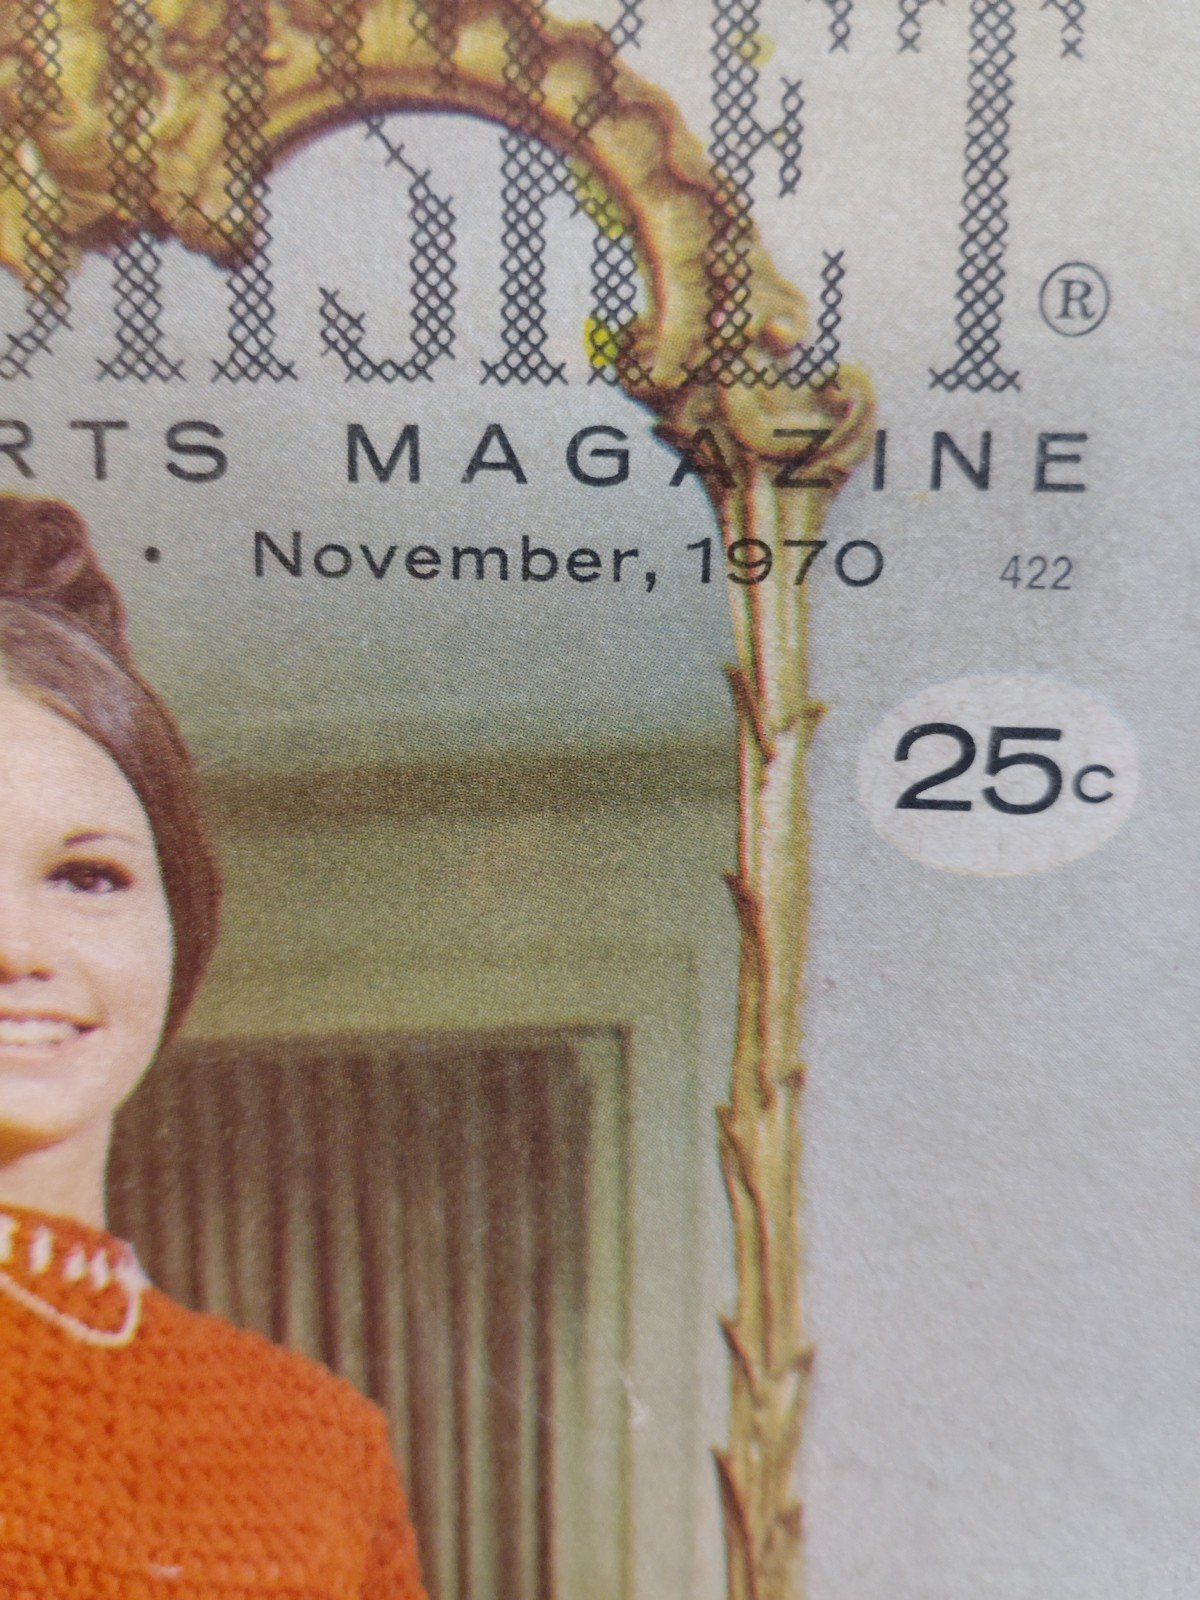 ®
RTS MAGAZINE
• November, 1970 422
25c